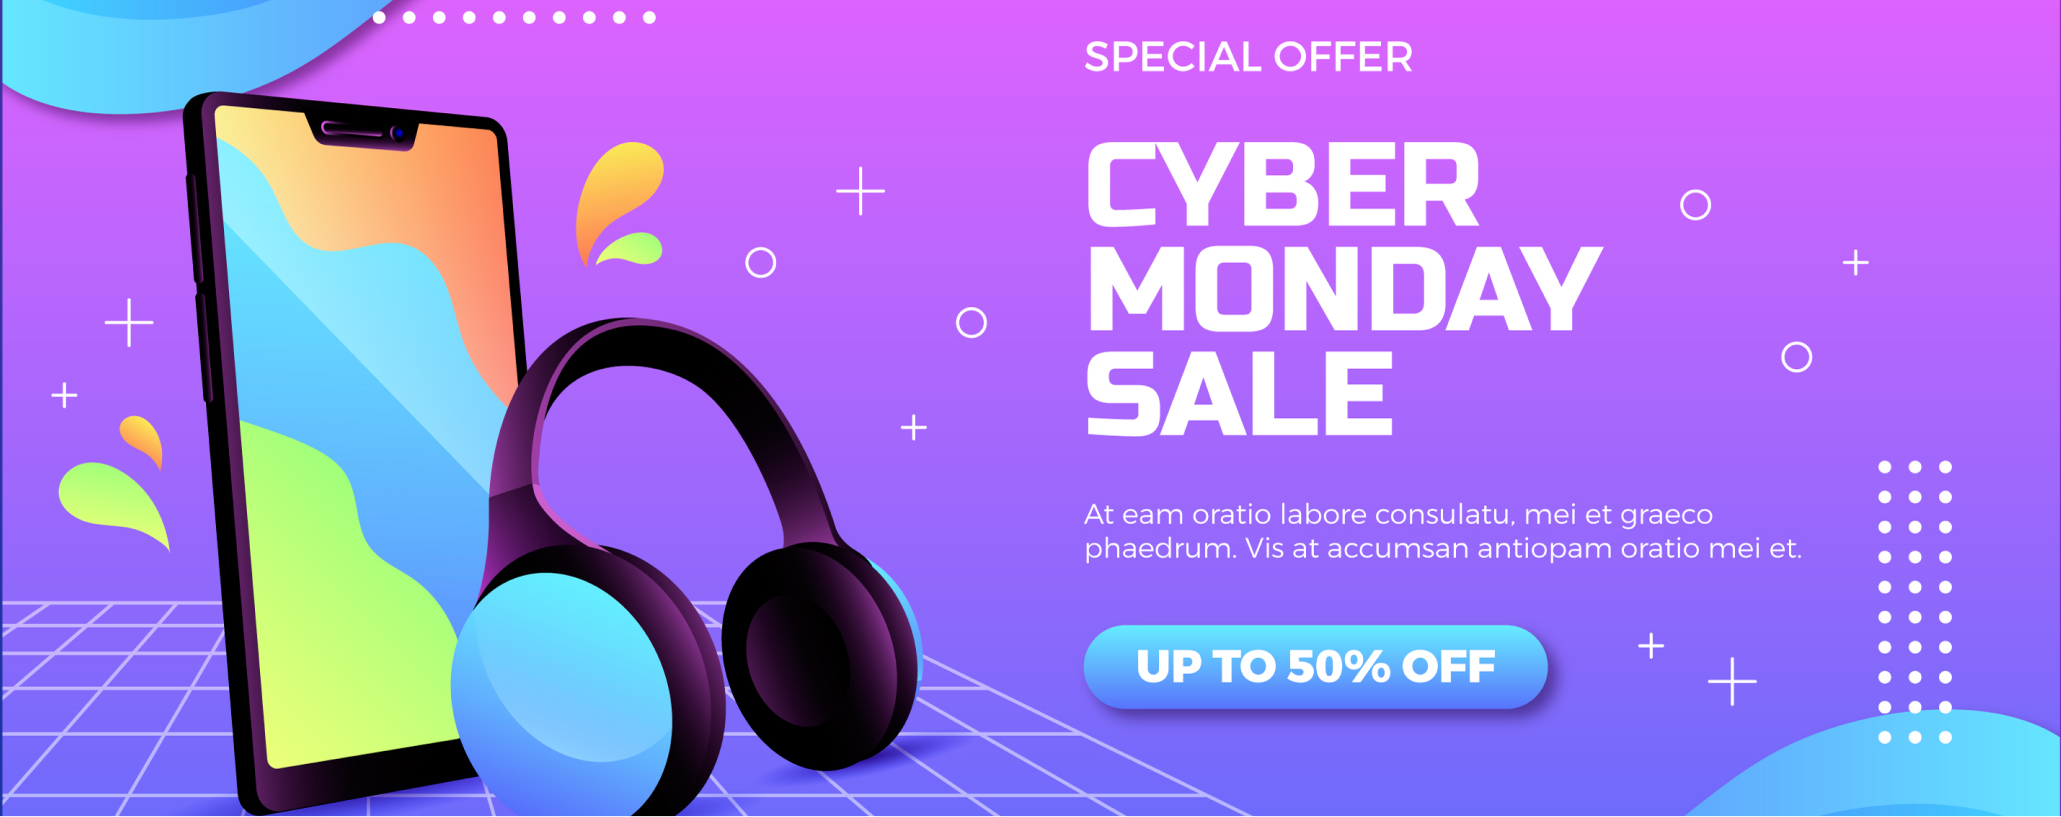 SPECIAL OFFER
CYBER
MONDAY
SALE
At eam oratio labore consulatu, mei et graeco
phaedrum. Vis at accumsan antiopam oratio mei et.
UP TO 50% OFF